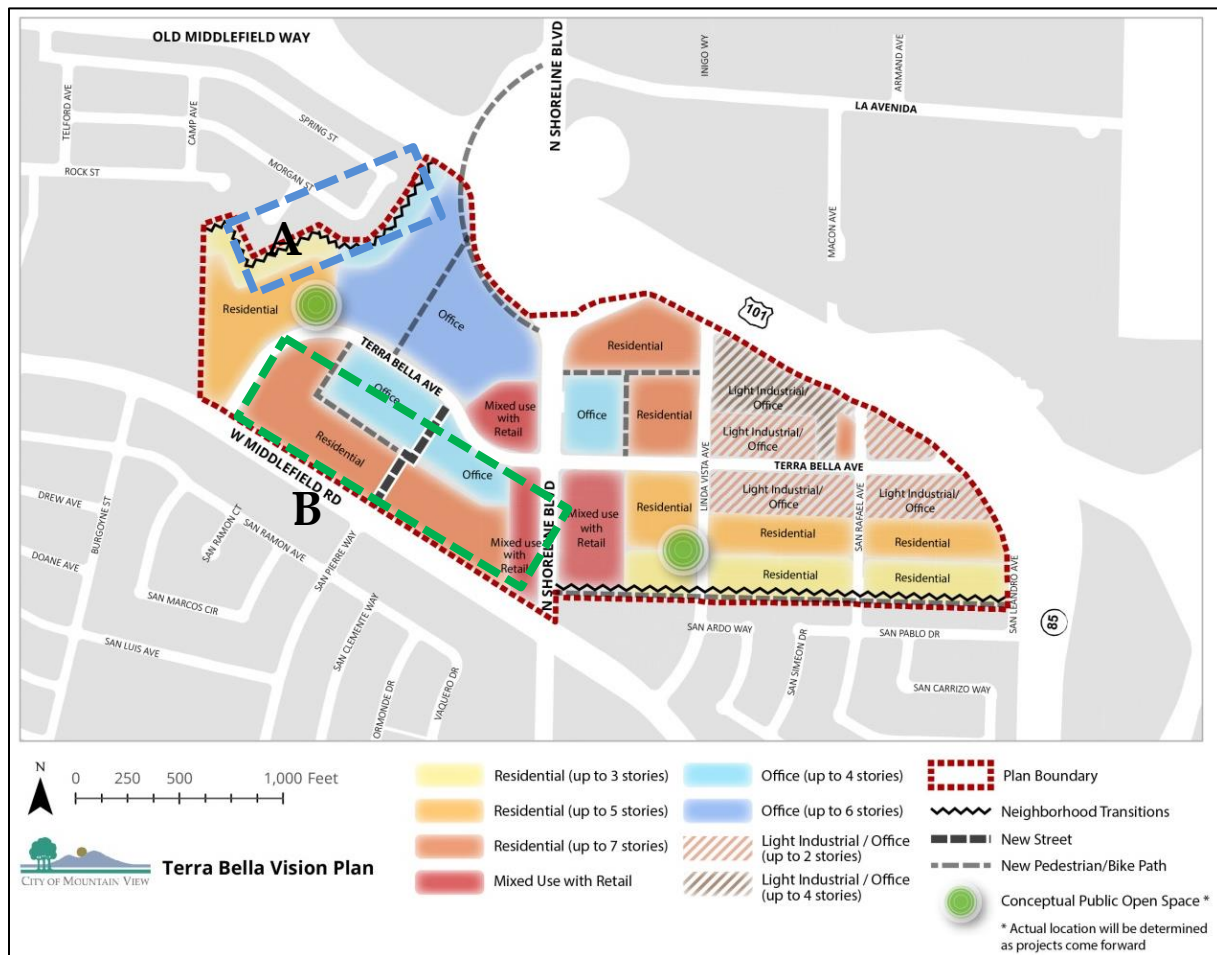 OLD MIDDLEFIELD WAY
TELFORD AVE
CAMP AVE
SPRING ST
MORGAN ST
ROCK ST
N SHORELINE BLVD
INIGO WY
ARMAND AVE
LA AVENIDA
MACON AVE
A
101
Residential
Office
TERRA BELLA AVE
Office
Residential
Mixed use
with
Retail
Office
Residential
Light Industrial/
Office
Light Industrial/
Office
TERRA BELLA AVE
LINDA VISTA AVE
Residential
W MIDDLEFIELD RD
B
Office
Mixed use
with
Retail
N SHORELINE BLVD
Mixed use
with
Retail
Residential
Light Industrial/
Office
SAN RAFAEL AVE
Light Industrial/
Office
Residential
Residential
Residential
Residential
SAN LEANDRO AVE
85
DREW AVE
BURGOYNE ST
DOANE AVE
SAN RAMON CT
SAN RAMON AVE
SAN PIERRE WAY
SAN MARCOS CIR
SAN LUIS AVE
SAN CLEMENTE WAY
ORMONDE DR
VAQUERO DR
SAN ARDO WAY
SAN SIMEON DR
SAN PABLO DR
SAN CARRIZO WAY
N
0 250 500 1,000 Feet
CITY OF MOUNTAIN VIEW
Terra Bella Vision Plan
Residential (up to 3 stories)
Residential (up to 5 stories)
Residential (up to 7 stories)
Mixed Use with Retail
Office (up to 4 stories)
Office (up to 6 stories)
Light Industrial / Office
(up to 2 stories)
Light Industrial / Office
(up to 4 stories)
Plan Boundary
Neighborhood Transitions
New Street
New Pedestrian/Bike Path
Conceptual Public Open Space *
* Actual location will be determined
as projects come forward